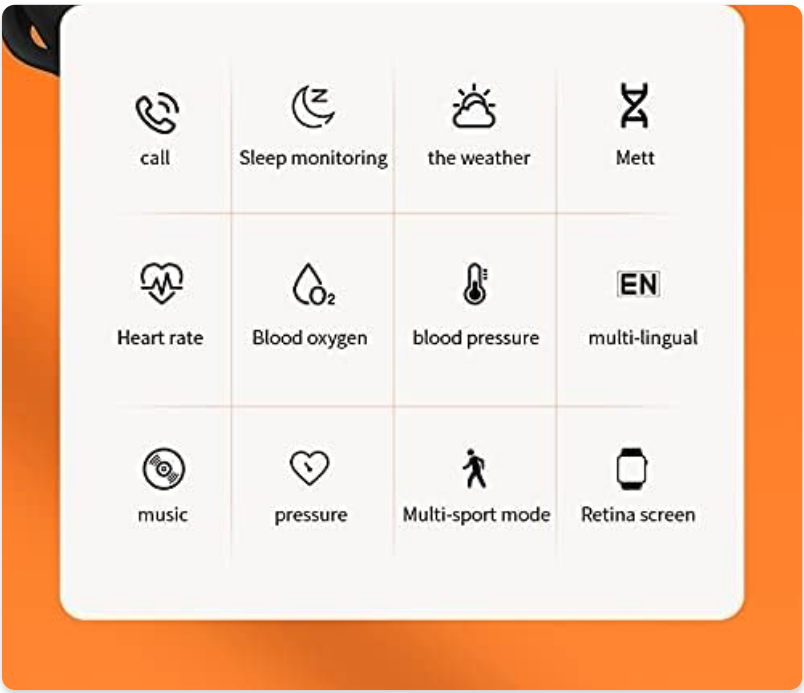 call
Sleep monitoring
the weather
Mett
Heart rate
O2
Blood oxygen
blood pressure
EN
multi-lingual
music
pressure
Multi-sport mode
Retina screen